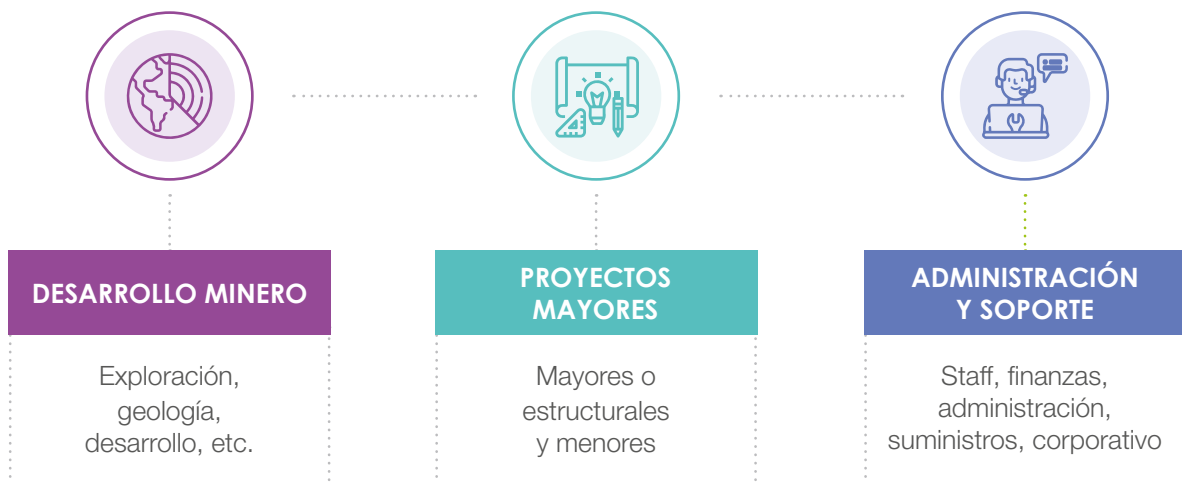 DESARROLLO MINERO
Exploración,
geología,
desarrollo, etc.
PROYECTOS
MAYORES
Mayores o
estructurales
y menores
ADMINISTRACIÓN
Y SOPORTE
Staff, finanzas,
administración,
suministros, corporativo